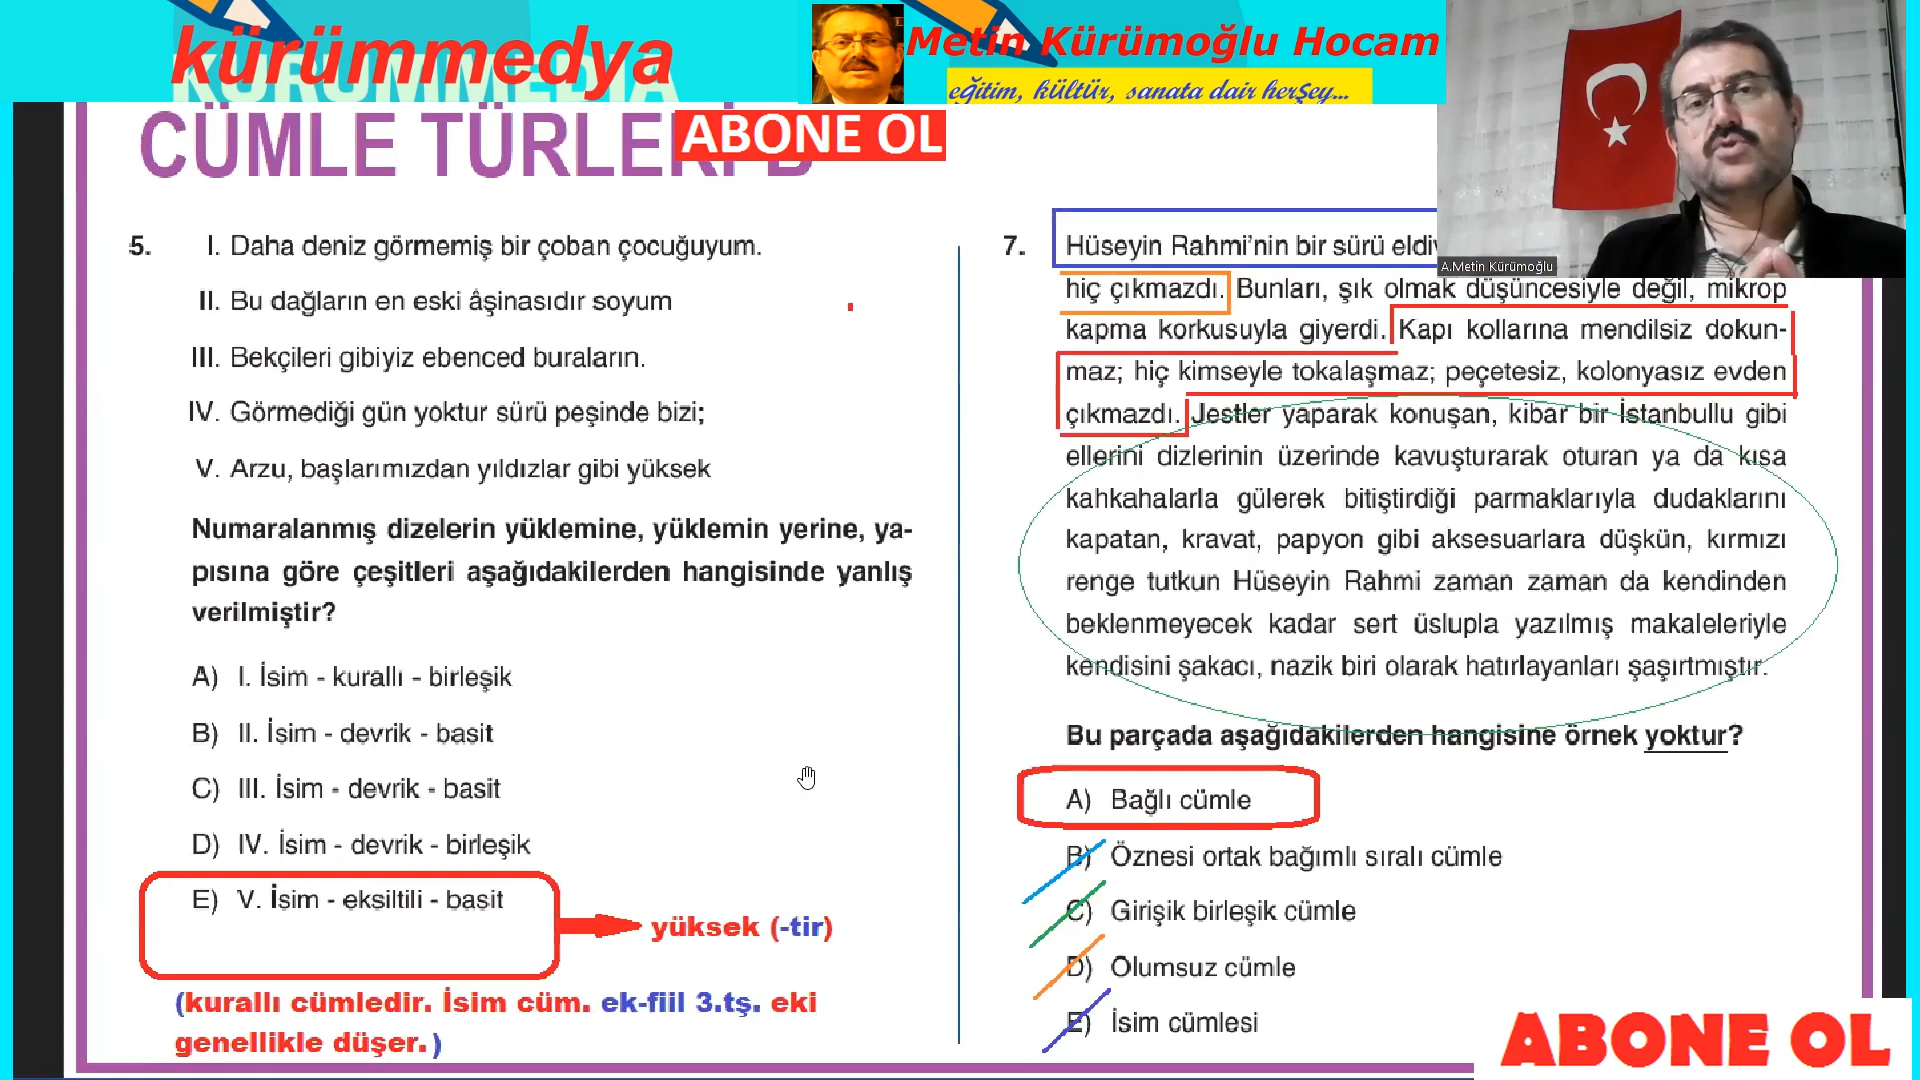 kürümmedya
KURUMMEDIA
Metin Kürümoğlu Hocam
eğitim, kültür, sanata dair herşey...
CÜMLE TÜRLERİ
ABONE OL
A.Metin Kürümoğlu
5. I. Daha deniz görmemiş bir çoban çocuğuyum.
II. Bu dağların en eski âşinasıdır soyum
III. Bekçileri gibiyiz ebenced buraların.
IV. Görmediği gün yoktur sürü peşinde bizi;
V. Arzu, başlarımızdan yıldızlar gibi yüksek
Numaralanmış dizelerin yüklemine, yüklemin yerine, ya-
pısına göre çeşitleri aşağıdakilerden hangisinde yanlış
verilmiştir?
A) I. İsim - kurallı - birleşik
B) II. İsim - devrik - basit
C) III. İsim - devrik - basit
D) IV. İsim - devrik - birleşik
E) V. İsim - eksiltili - basit
yüksek (-tir)
(kurallı cümledir. İsim cüm. ek-fiil 3.tş. eki
genellikle düşer.)
7. Hüseyin Rahmi'nin bir sürü
hiç çıkmazdı. Bunları, şık olmak düşüncesiyle değil, mikrop
kapma korkusuyla giyerdi. Kapı kollarına mendilsiz dokun-
maz; hiç kimseyle tokalaşmaz; peçetesiz, kolonyasız evden
çıkmazdı. Jestler yaparak konuşan, kibar bir İstanbullu gibi
ellerini dizlerinin üzerinde kavuşturarak oturan ya da kısa
kahkahalarla gülerek bitiştirdiği parmaklarıyla dudaklarını
kapatan, kravat, papyon gibi aksesuarlara düşkün, kırmızı
renge tutkun Hüseyin Rahmi zaman zaman da kendinden
beklenmeyecek kadar sert üslupla yazılmış makaleleriyle
kendisini şakacı, nazik biri olarak hatırlayanları şaşırtmıştır.
Bu parçada aşağıdakilerden hangisine örnek yoktur?
A) Bağlı cümle
B) Öznesi ortak bağımlı sıralı cümle
C) Girişik birleşik cümle
D) Olumsuz cümle
E) İsim cümlesi
ABONE OL